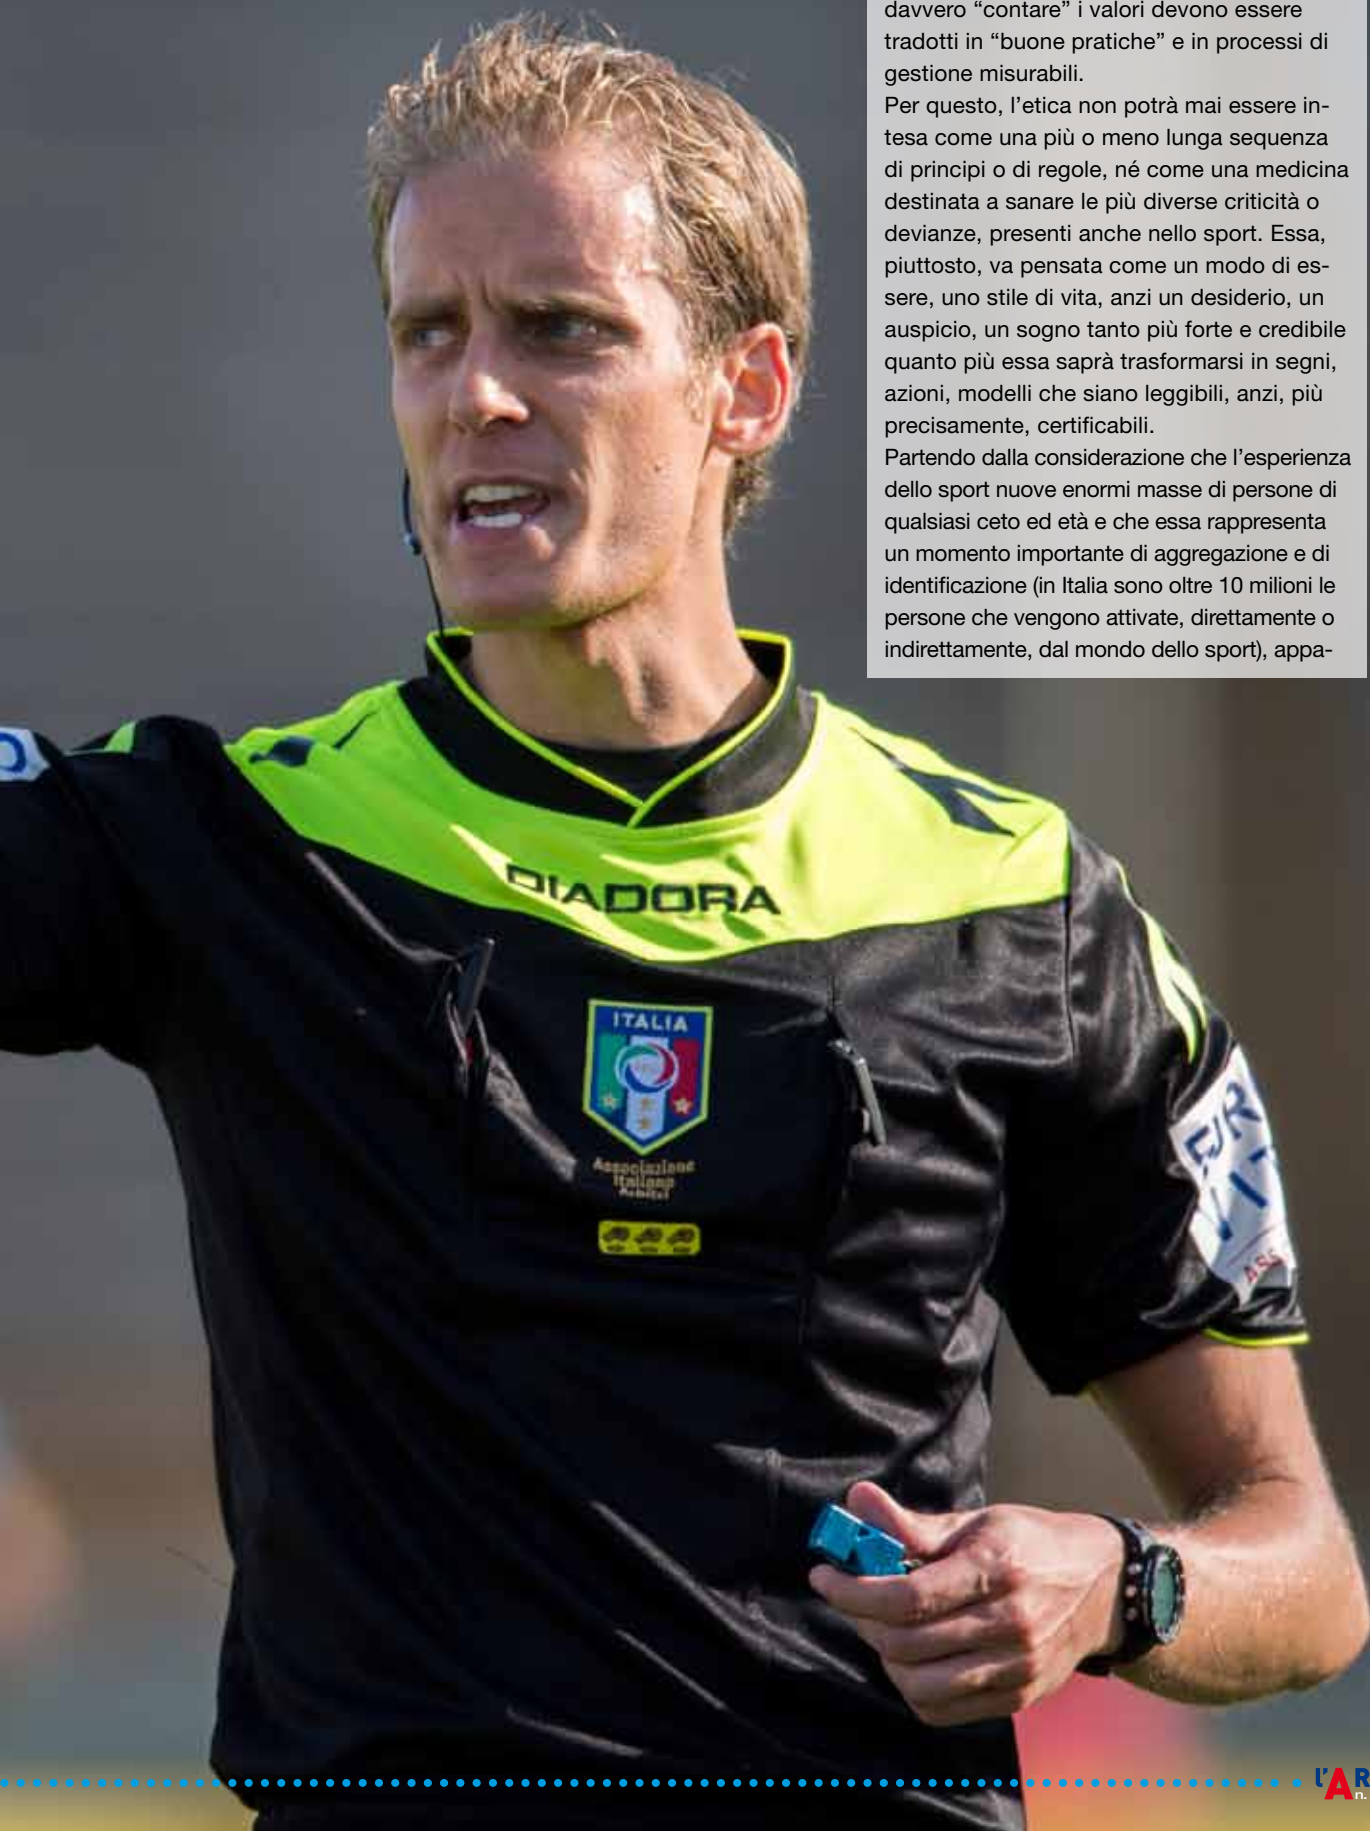 davvero “contare” i valori devono essere
tradotti in “buone pratiche” e in processi di
gestione misurabili.
Per questo, l’etica non potrà mai essere in-
tesa come una più o meno lunga sequenza
di principi o di regole, né come una medicina
destinata a sanare le più diverse criticità o
devianze, presenti anche nello sport. Essa,
piuttosto, va pensata come un modo di es-
sere, uno stile di vita, anzi un desiderio, un
auspicio, un sogno tanto più forte e credibile
quanto più essa saprà trasformarsi in segni,
azioni, modelli che siano leggibili, anzi, più
precisamente, certificabili.
Partendo dalla considerazione che l’esperienza
dello sport nuove enormi masse di persone di
qualsiasi ceto ed età e che essa rappresenta
un momento importante di aggregazione e di
identificazione (in Italia sono oltre 10 milioni le
persone che vengono attivate, direttamente o
indirettamente, dal mondo dello sport), appa-
DIADORA
ITALIA
Associazione
Italiana
Arbitri
EUR
VIT
ASS
l’AR
n.